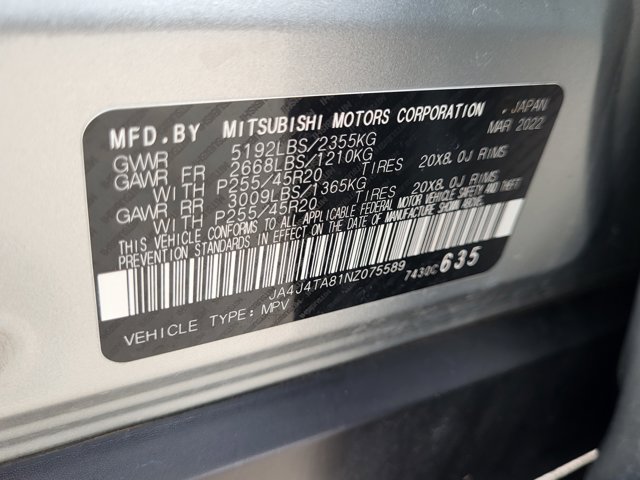 MFD.BY MITSUBISHI MOTORS CORPORATION JAPAN
GVWR 5192LBS/2355KG MAR 2022
GAWR FR 2668LBS/1210KG
WITH P255/45R20 TIRES 20X8.0J RIMS
GAWR RR 3009LBS/1365KG
WITH P255/45R20 TIRES 20X8.0J RIMS
THIS VEHICLE CONFORMS TO ALL APPLICABLE FEDERAL MOTOR VEHICLE SAFETY AND THEFT
PREVENTION STANDARDS IN EFFECT ON THE DATE OF MANUFACTURE SHOWN ABOVE.
JA4J4TA81NZ075589 7430C 635
VEHICLE TYPE: MPV